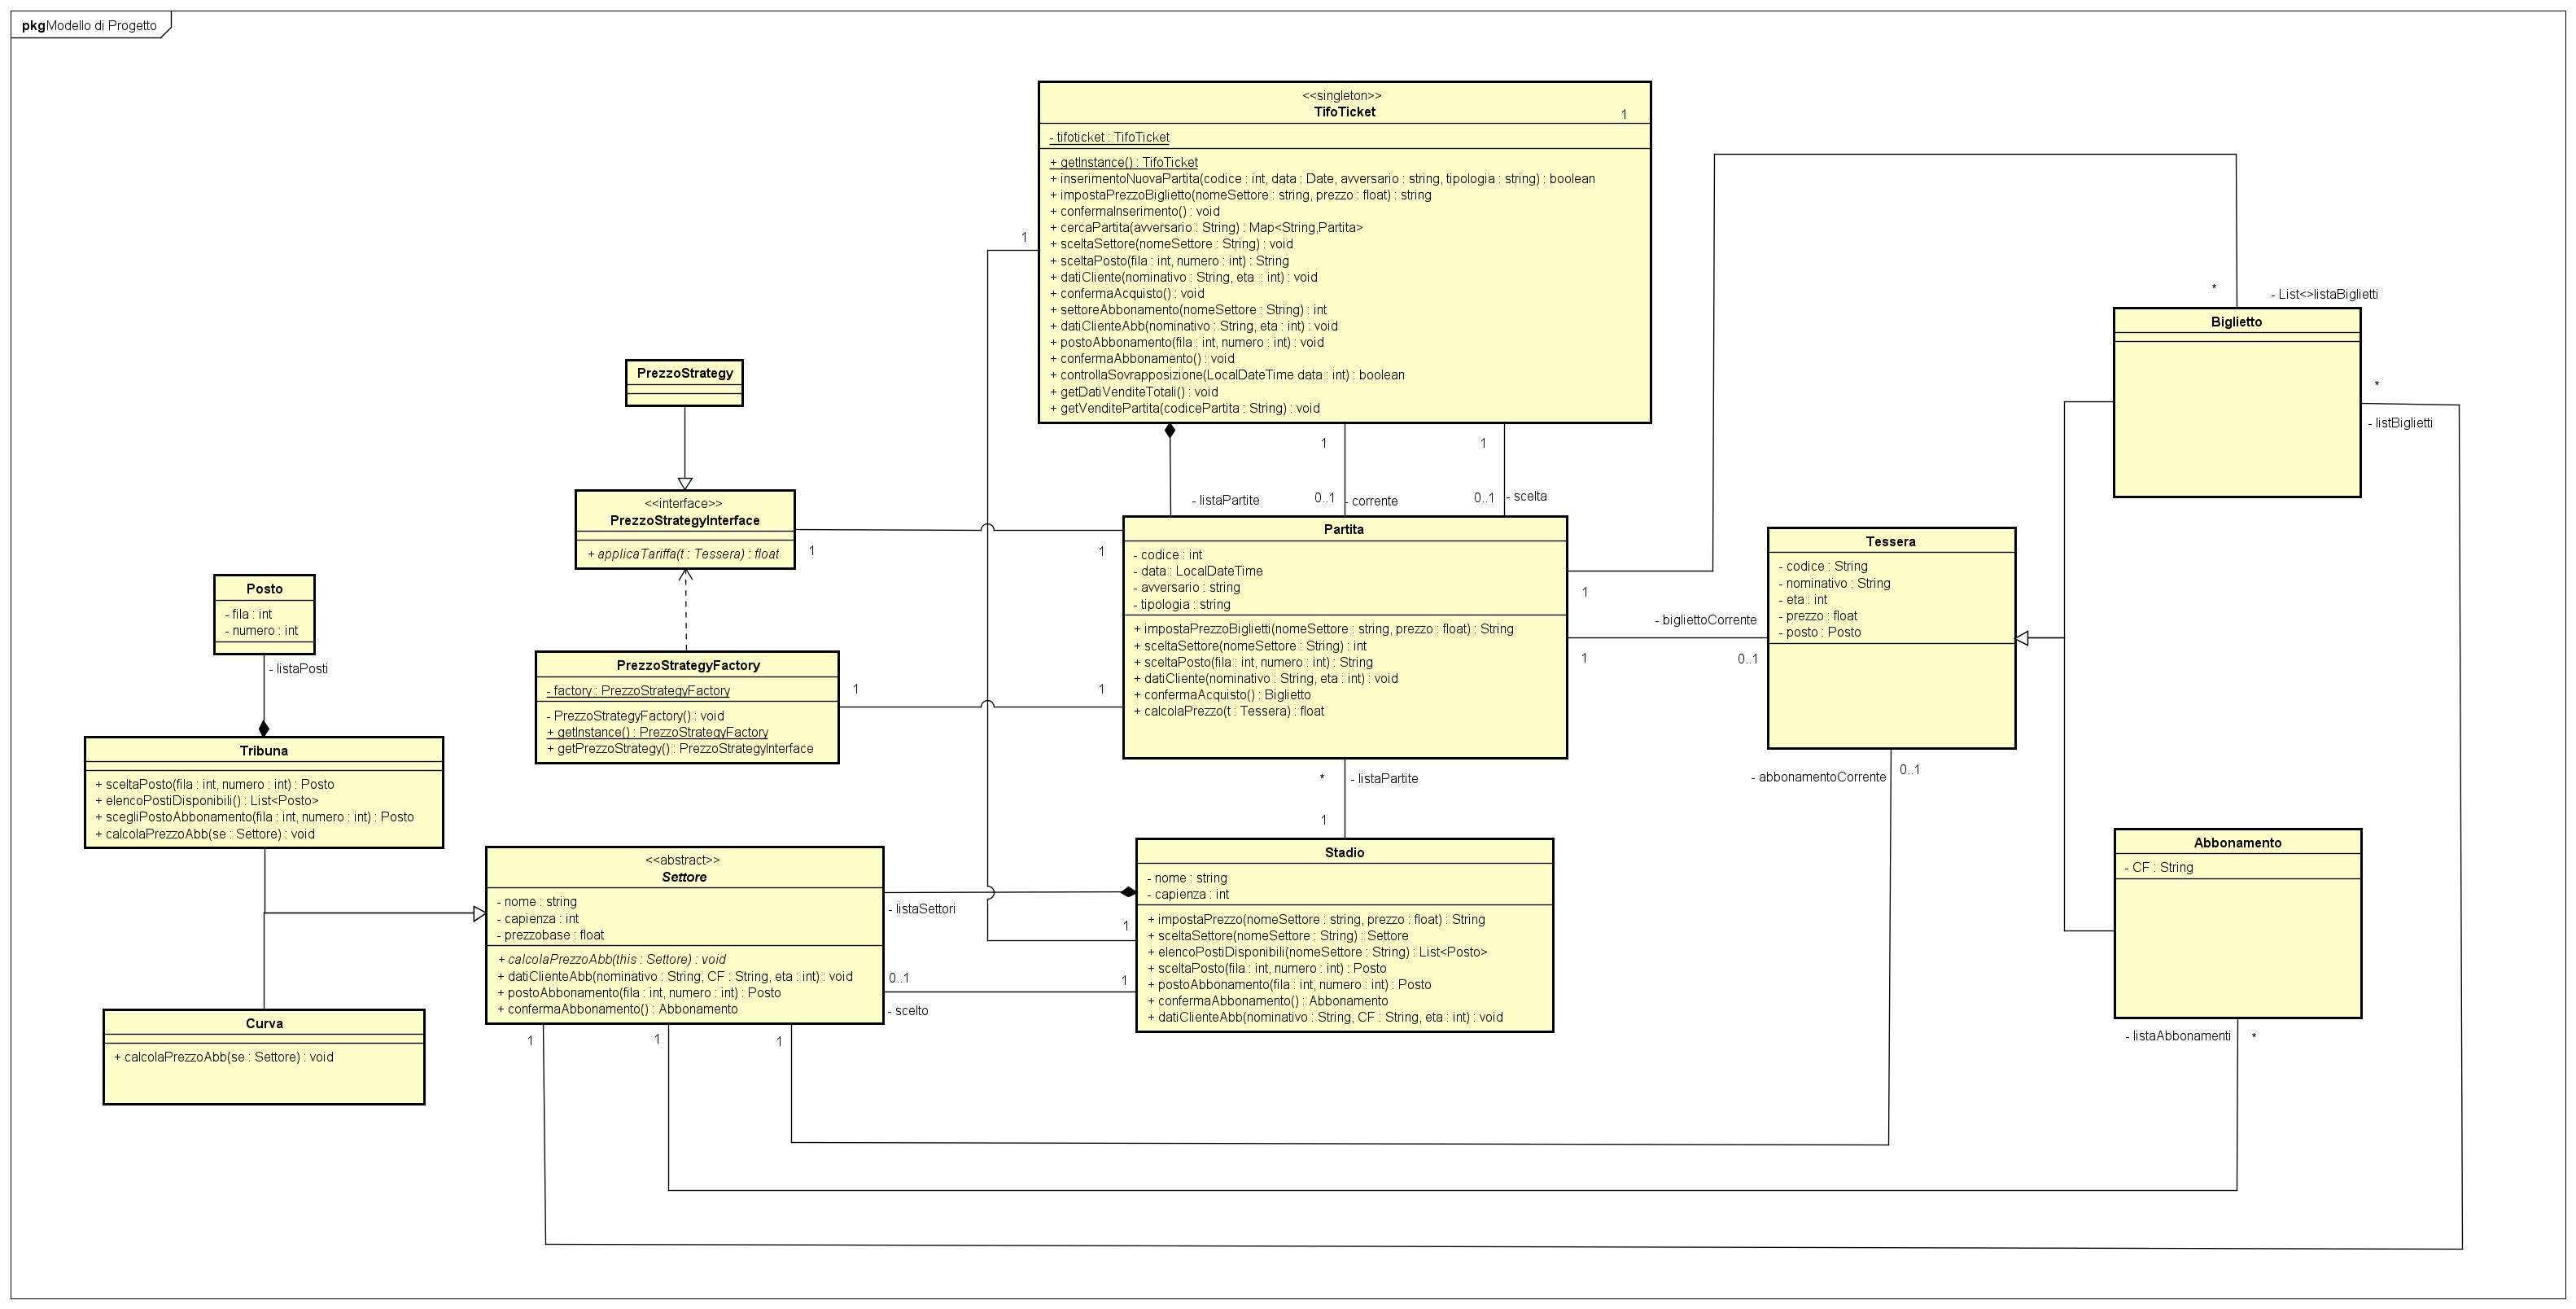 pkgModello di Progetto
<<singleton>>
TifoTicket
1
- tifoticket : TifoTicket
+ getInstance() : TifoTicket
+ inserimentoNuovaPartita(codice : int, data : Date, avversario : string, tipologia : string) : boolean
+ impostaPrezzoBiglietto(nomeSettore : string, prezzo : float) : string
+ confermaInserimento() : void
+ cercaPartita(avversario : String) : Map<String,Partita>
+ sceltaSettore(nomeSettore : String) : void
+ sceltaPosto(fila : int, numero : int) : String
+ datiCliente(nominativo : String, eta  : int) : void
+ confermaAcquisto() : void
+ settoreAbbonamento(nomeSettore : String) : int
+ datiClienteAbb(nominativo : String, eta : int) : void
+ postoAbbonamento(fila : int, numero : int) : void
+ confermaAbbonamento() : void
+ controllaSovrapposizione(LocalDateTime data : int) : boolean
+ getDatiVenditeTotali() : void
+ getVenditePartita(codicePartita : String) : void
1
*
- List<>listaBiglietti
Biglietto
*
- listBiglietti
PrezzoStrategy
1
1
- listaPartite
0..1
- corrente
0..1
- scelta
<<interface>>
PrezzoStrategyInterface
+ applicaTariffa(t : Tessera) : float
1
1
Partita
- codice : int
- data : LocalDateTime
- avversario : string
- tipologia : string
+ impostaPrezzoBiglietti(nomeSettore : string, prezzo : float) : String
+ sceltaSettore(nomeSettore : String) : int
+ sceltaPosto(fila : int, numero : int) : String
+ datiCliente(nominativo : String, eta : int) : void
+ confermaAcquisto() : Biglietto
+ calcolaPrezzo(t : Tessera) : float
1
- bigliettoCorrente
1
0..1
Tessera
- codice : String
- nominativo : String
- eta : int
- prezzo : float
- posto : Posto
- abbonamentoCorrente
0..1
Posto
- fila : int
- numero : int
- listaPosti
PrezzoStrategyFactory
- factory : PrezzoStrategyFactory
- PrezzoStrategyFactory() : void
+ getInstance() : PrezzoStrategyFactory
+ getPrezzoStrategy() : PrezzoStrategyInterface
1
1
Tribuna
+ sceltaPosto(fila : int, numero : int) : Posto
+ elencoPostiDisponibili() : List<Posto>
+ scegliPostoAbbonamento(fila : int, numero : int) : Posto
+ calcolaPrezzoAbb(se : Settore) : void
*
- listaPartite
1
<<abstract>>
Settore
- nome : string
- capienza : int
- prezzobase : float
+ calcolaPrezzoAbb(this : Settore) : void
+ datiClienteAbb(nominativo : String, CF : String, eta : int) : void
+ postoAbbonamento(fila : int, numero : int) : Posto
+ confermaAbbonamento() : Abbonamento
- listaSettori
1
0..1
1
- scelto
Stadio
- nome : string
- capienza : int
+ impostaPrezzo(nomeSettore : string, prezzo : float) : String
+ sceltaSettore(nomeSettore : String) : Settore
+ elencoPostiDisponibili(nomeSettore : String) : List<Posto>
+ sceltaPosto(fila : int, numero : int) : Posto
+ postoAbbonamento(fila : int, numero : int) : Posto
+ confermaAbbonamento() : Abbonamento
+ datiClienteAbb(nominativo : String, CF : String, eta : int) : void
Abbonamento
- CF : String
- listaAbbonamenti
*
Curva
+ calcolaPrezzoAbb(se : Settore) : void
1
1
1